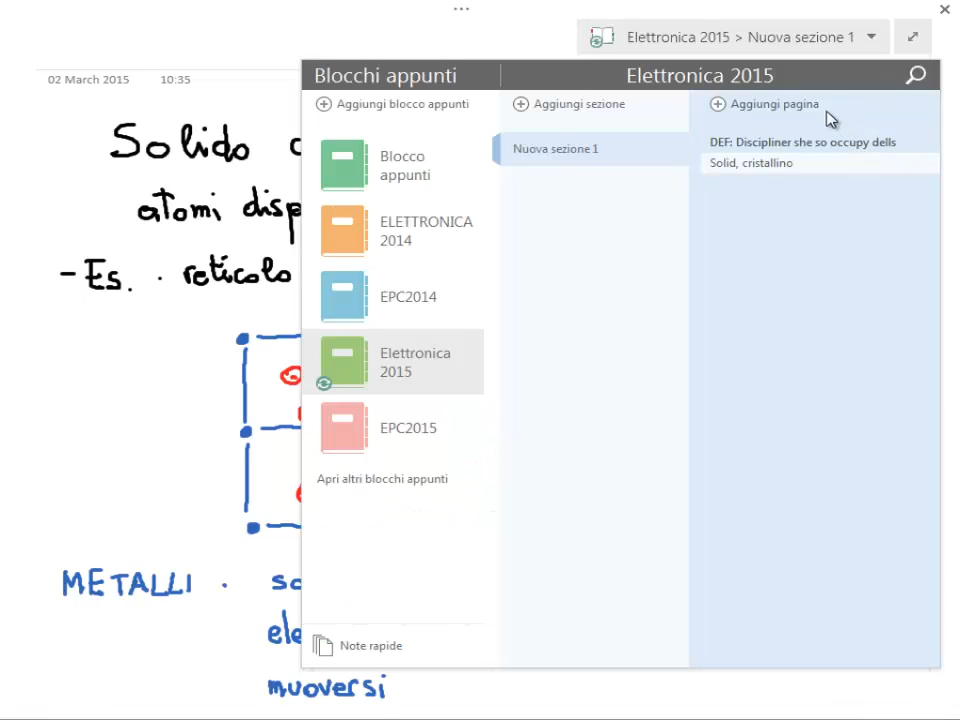 Elettronica 2015 > Nuova sezione 1
02 March 2015 10:35
Blocchi appunti
Elettronica 2015
Aggiungi blocco appunti
Aggiungi sezione
Aggiungi pagina
Blocco
appunti
ELETTRONICA
2014
EPC2014
Elettronica
2015
EPC2015
Apri altri blocchi appunti
Note rapide
Nuova sezione 1
DEF: Discipliner she so occupy dells
Solid, cristallino
Solido c
atomi disp
- Es. · reticolo
METALLI · so
ele
muoversi